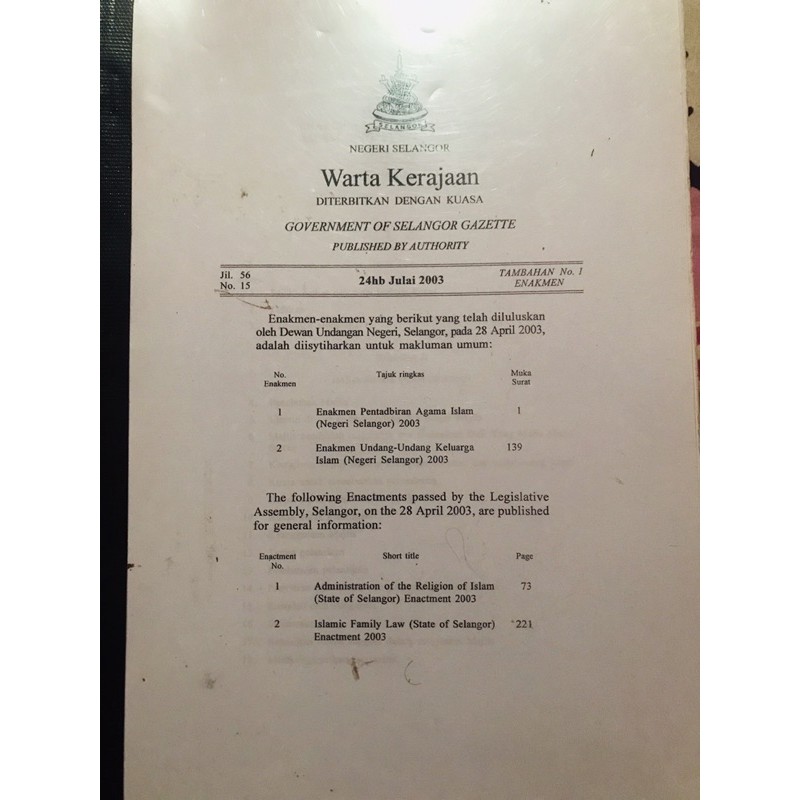 SELANGOR
NEGERI SELANGOR
Warta Kerajaan
DITERBITKAN DENGAN KUASA
GOVERNMENT OF SELANGOR GAZETTE
PUBLISHED BY AUTHORITY
Jil. 56
No. 15
24hb Julai 2003
TAMBAHAN No. 1
ENAKMEN
Enakmen-enakmen yang berikut yang telah diluluskan
oleh Dewan Undangan Negeri, Selangor, pada 28 April 2003,
adalah diisytiharkan untuk makluman umum:
No. Enakmen Tajuk ringkas Muka Surat
1 Enakmen Pentadbiran Agama Islam 1
(Negeri Selangor) 2003
2 Enakmen Undang-Undang Keluarga 139
Islam (Negeri Selangor) 2003
The following Enactments passed by the Legislative
Assembly, Selangor, on the 28 April 2003, are published
for general information:
Enactment No. Short title Page
1 Administration of the Religion of Islam 73
(State of Selangor) Enactment 2003
2 Islamic Family Law (State of Selangor) 221
Enactment 2003